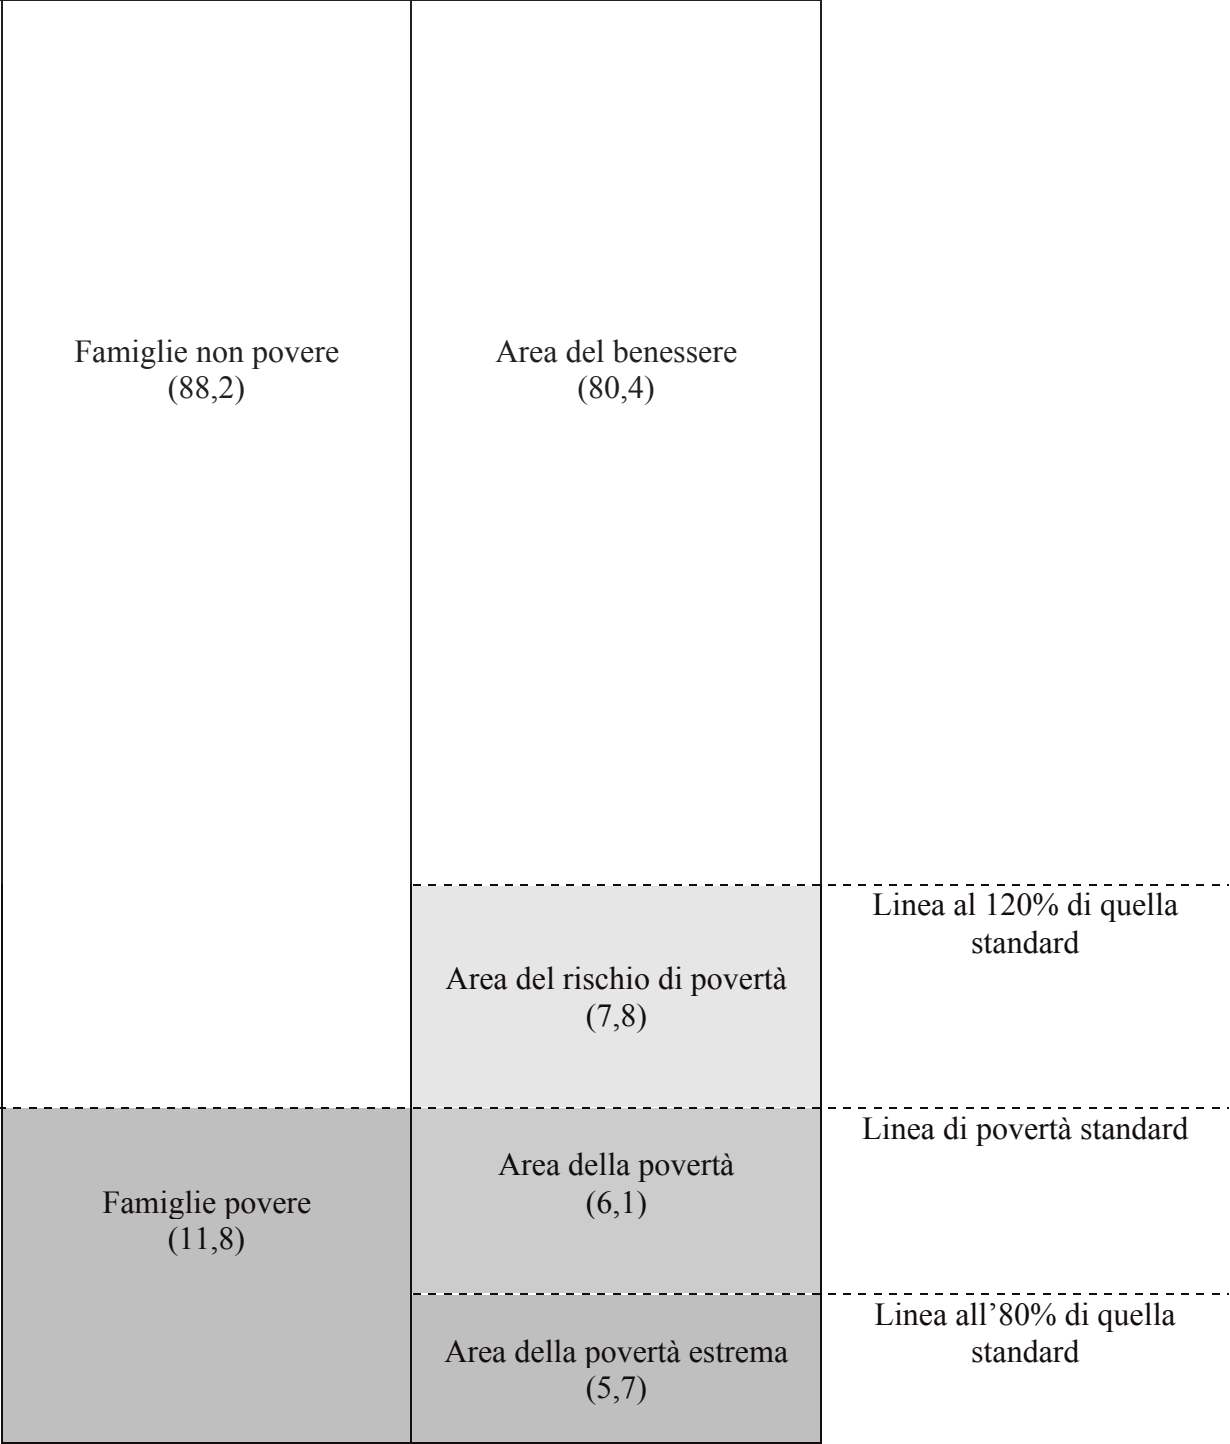 Famiglie non povere
(88,2)
Area del benessere
(80,4)
Linea al 120% di quella
standard
Area del rischio di povertà
(7,8)
Linea di povertà standard
Area della povertà
(6,1)
Famiglie povere
(11,8)
Linea all’80% di quella
standard
Area della povertà estrema
(5,7)